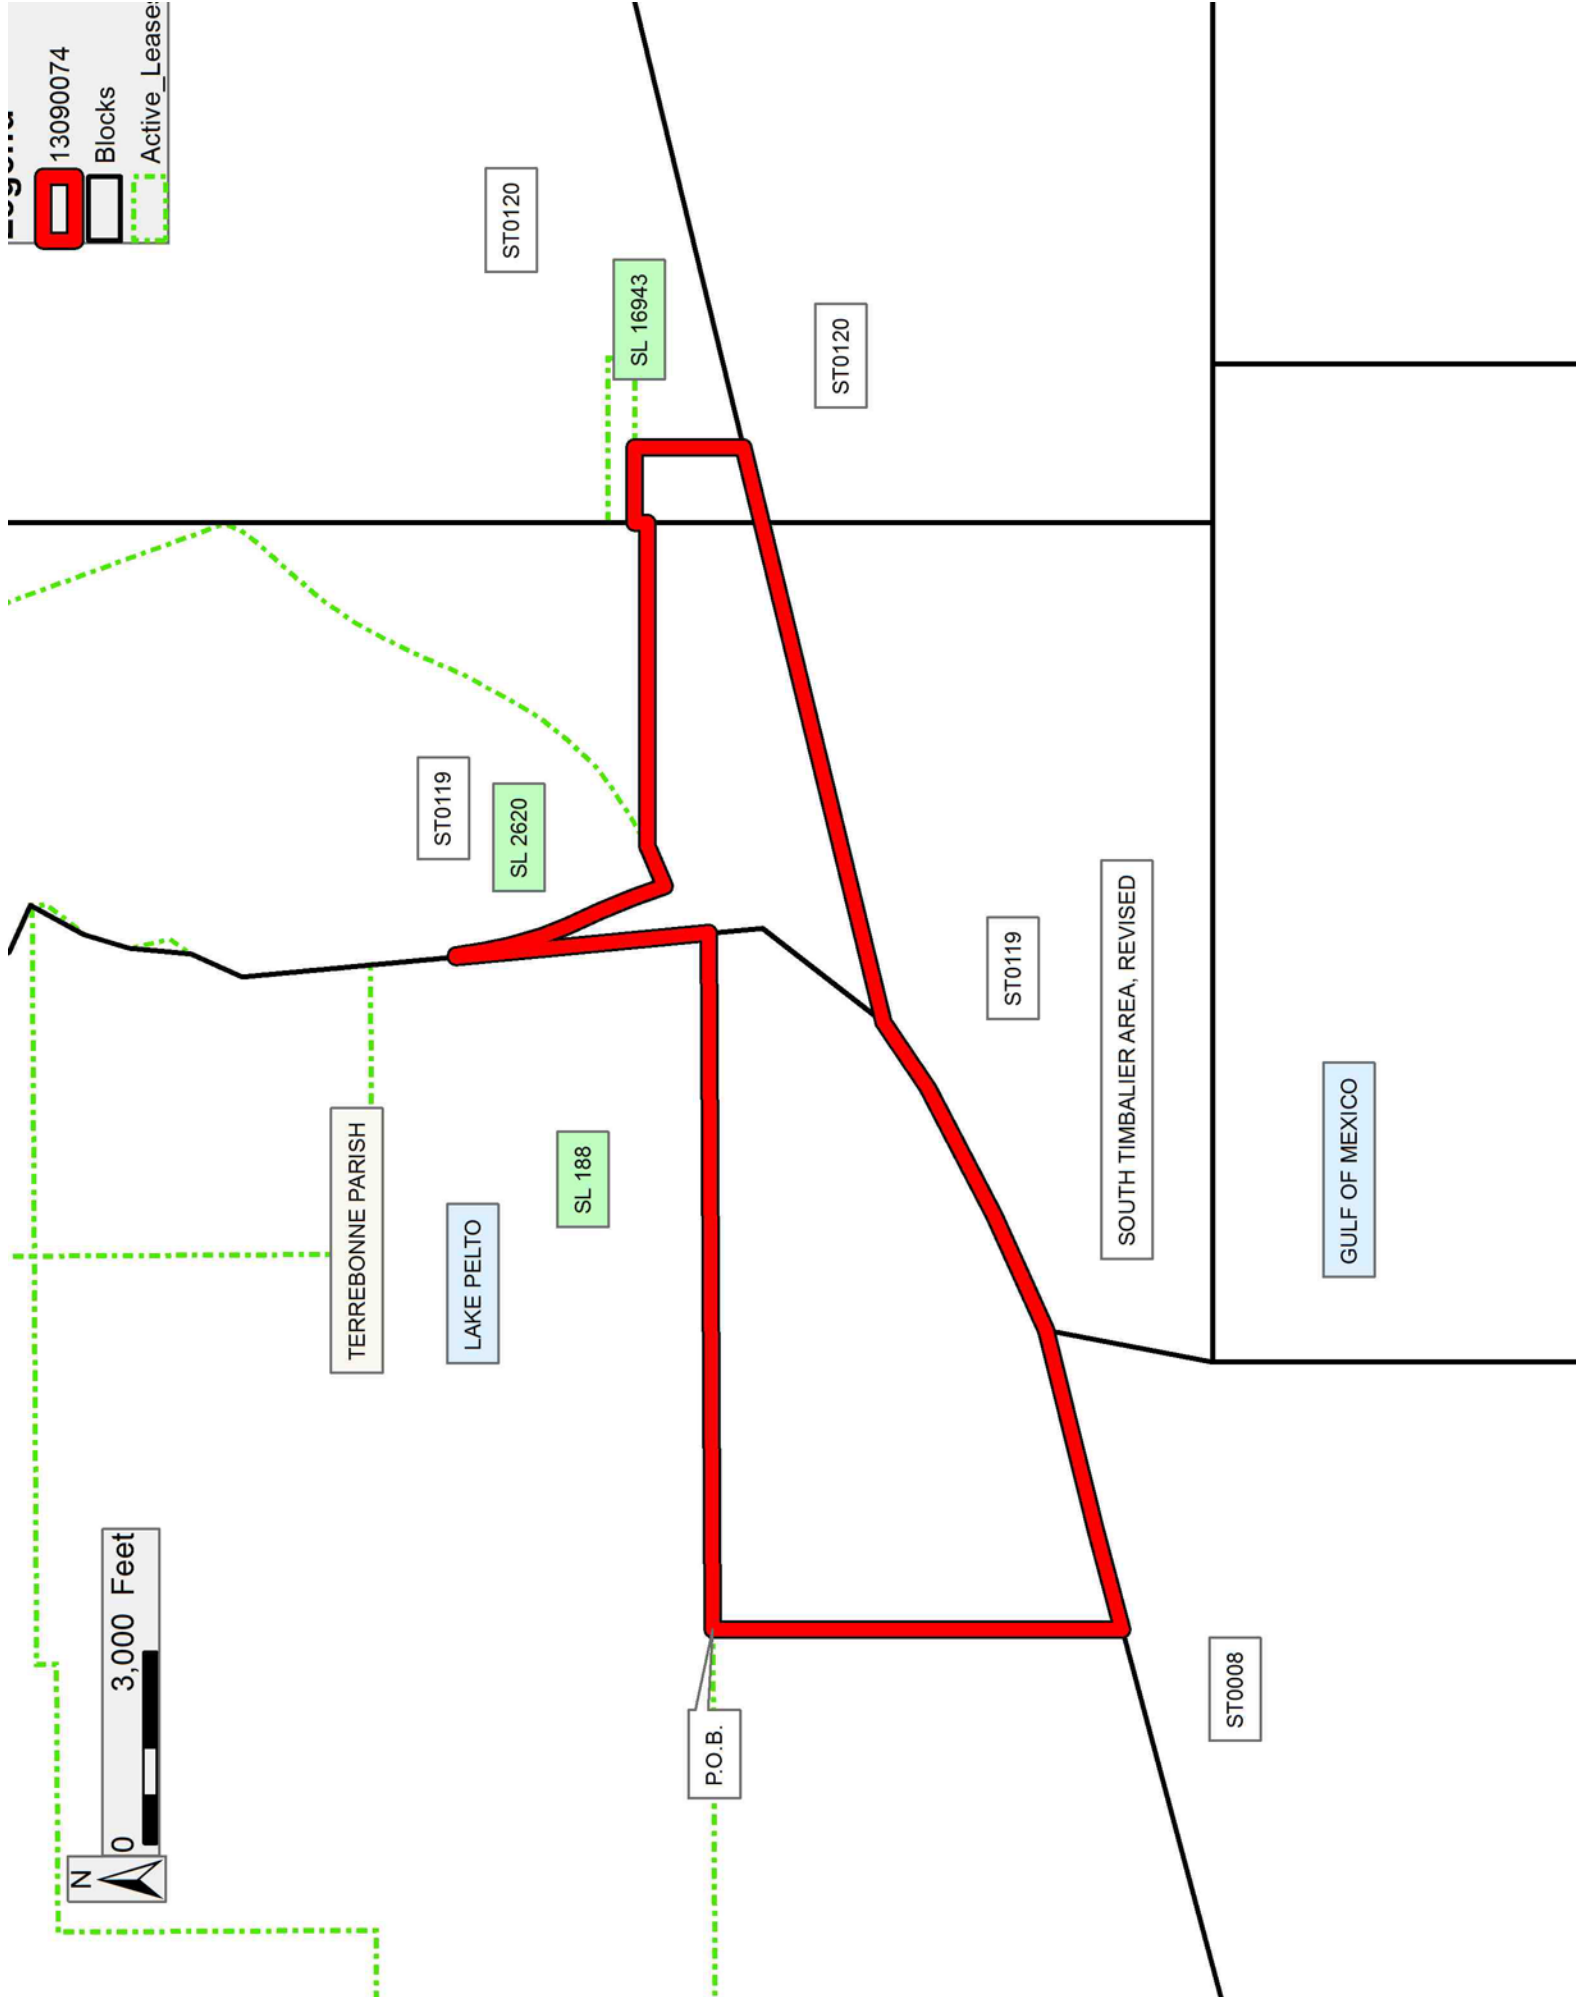 13090074
Blocks
ST0120
SL 16943
ST0120
ST0119
SL 2620
ST0119
SOUTH TIMBALIER AREA, REVISED
GULF OF MEXICO
TERREBONNE PARISH
LAKE PELTO
SL 188
0 3,000 Feet
N
P.O.B.
ST0008